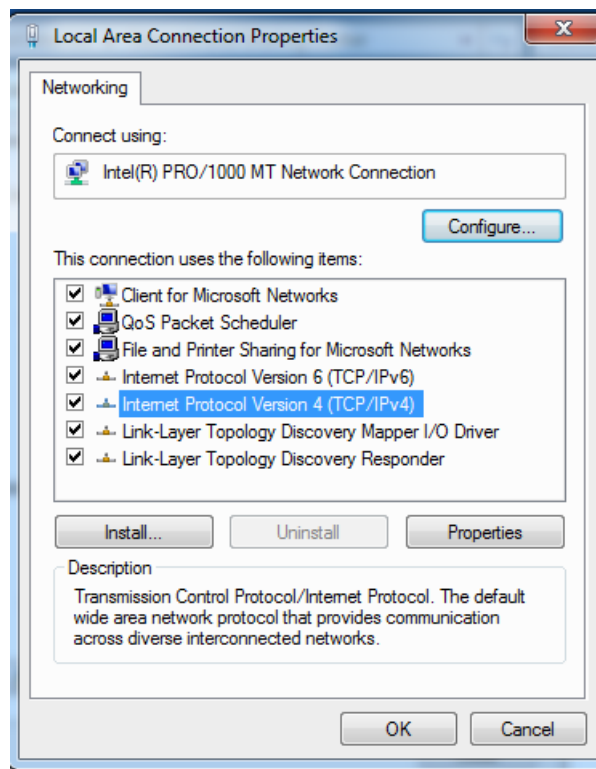 Local Area Connection Properties
Networking
Connect using:
Intel(R) PRO/1000 MT Network Connection
Configure...
This connection uses the following items:
Client for Microsoft Networks
QoS Packet Scheduler
File and Printer Sharing for Microsoft Networks
Internet Protocol Version 6 (TCP/IPv6)
Internet Protocol Version 4 (TCP/IPv4)
Link-Layer Topology Discovery Mapper I/O Driver
Link-Layer Topology Discovery Responder
Install... Uninstall Properties
Description
Transmission Control Protocol/Internet Protocol. The default
wide area network protocol that provides communication
across diverse interconnected networks.
OK Cancel